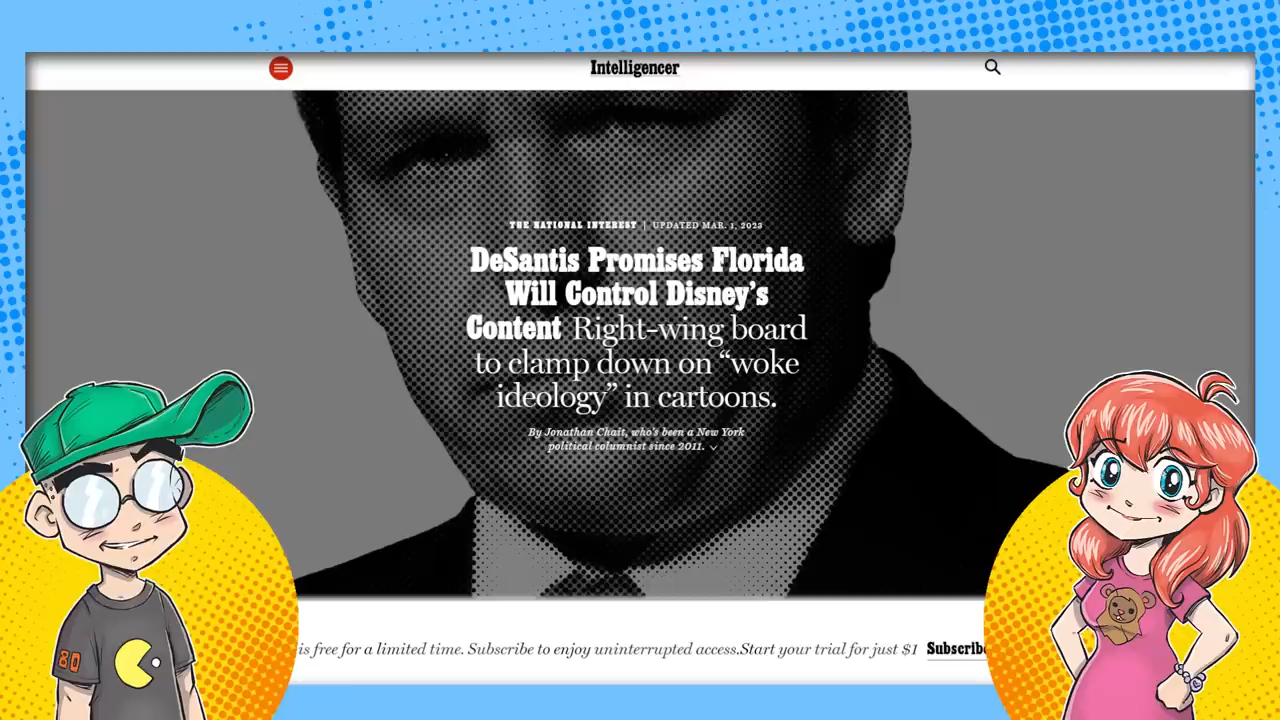 Intelligencer
THE NATIONAL INTEREST | UPDATED MAR. 1, 2023
DeSantis Promises Florida
Will Control Disney's
Content Right-wing board
to clamp down on “woke
ideology” in cartoons.
By Jonathan Chait, who's been a New York
political columnist since 2011.
is free for a limited time. Subscribe to enjoy uninterrupted access.Start your trial for just $1 Subscribe
80